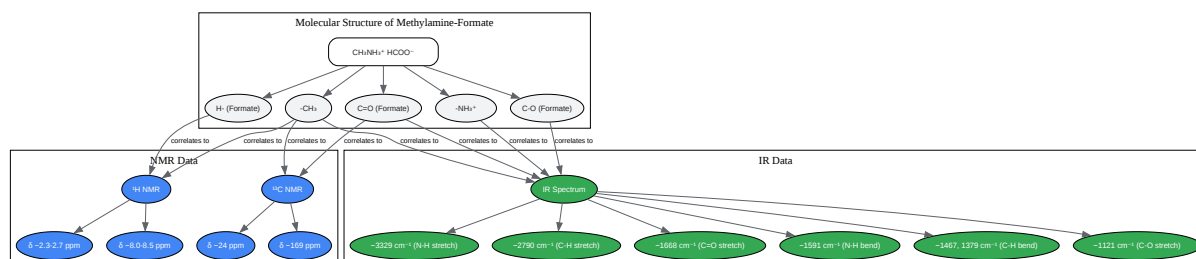 Molecular Structure of Methylamine-Formate
CH₃NH₃⁺ HCOO⁻
H- (Formate)
-CH₃
C=O (Formate)
-NH₃⁺
C-O (Formate)
correlates to
correlates to
correlates to
correlates to
correlates to
correlates to
correlates to
correlates to
NMR Data
IR Data
¹H NMR
¹³C NMR
IR Spectrum
δ ~2.3-2.7 ppm
δ ~8.0-8.5 ppm
δ ~24 ppm
δ ~169 ppm
~3329 cm⁻¹ (N-H stretch)
~2790 cm⁻¹ (C-H stretch)
~1668 cm⁻¹ (C=O stretch)
~1591 cm⁻¹ (N-H bend)
~1467, 1379 cm⁻¹ (C-H bend)
~1121 cm⁻¹ (C-O stretch)